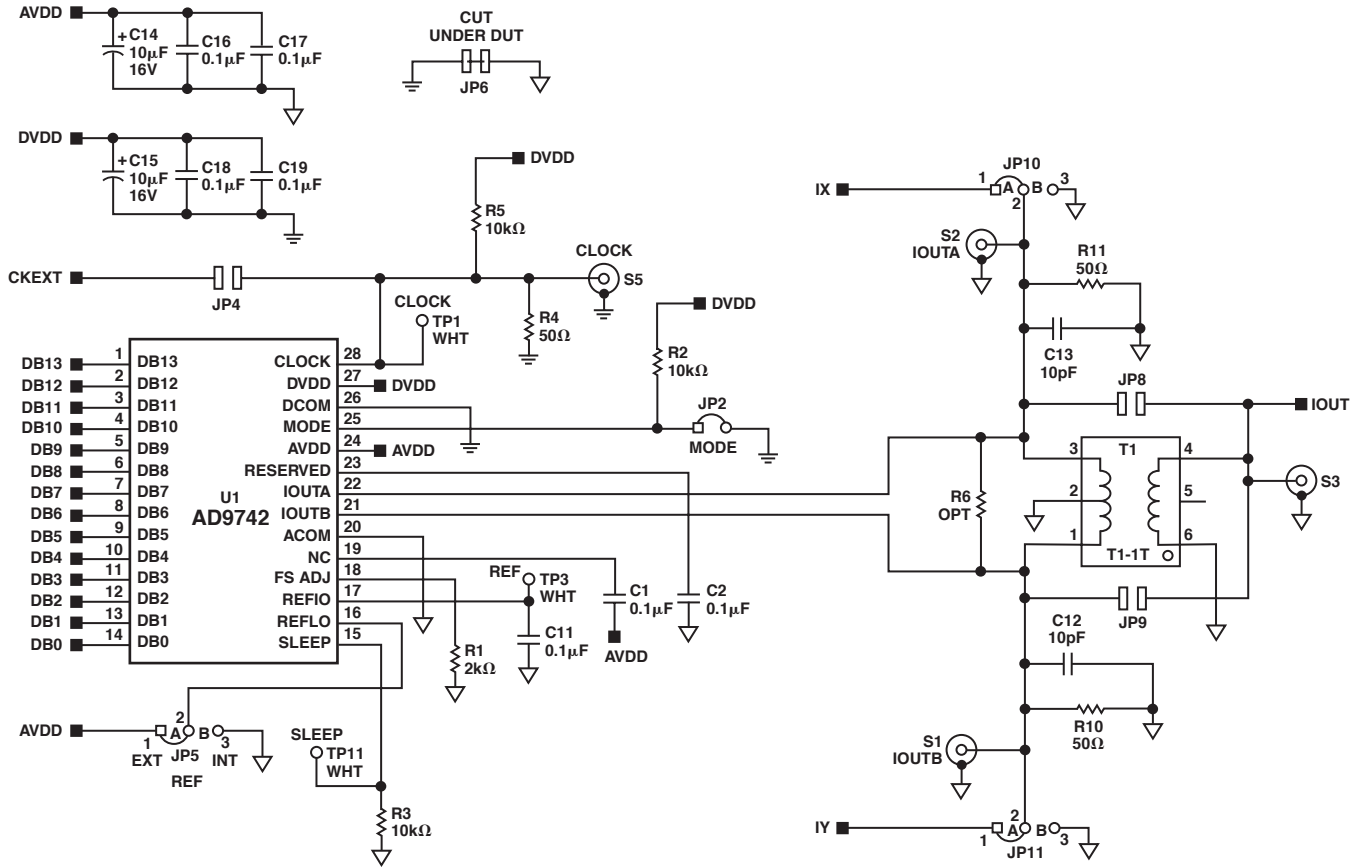 AVDD
+ C14
10µF
16V
C16
0.1µF
C17
0.1µF
CUT
UNDER DUT
JP6
DVDD
+ C15
10µF
16V
C18
0.1µF
C19
0.1µF
DVDD
R5
10kΩ
CKEXT
JP4
CLOCK
S5
CLOCK
TP1
WHT
R4
50Ω
DVDD
R2
10kΩ
JP2
MODE
DB13 1 DB13
DB12 2 DB12
DB11 3 DB11
DB10 4 DB10
DB9 5 DB9
DB8 6 DB8
DB7 7 DB7
DB6 8 DB6
DB5 9 DB5
DB4 10 DB4
DB3 11 DB3
DB2 12 DB2
DB1 13 DB1
DB0 14 DB0
U1
AD9742
CLOCK 28
DVDD 27 DVDD
DCOM 26
MODE 25
AVDD 24 AVDD
RESERVED 23
IOUTA 22
IOUTB 21
ACOM 20
NC 19
FS ADJ 18
REFIO 17
REFLO 16
SLEEP 15
REF
TP3
WHT
C11
0.1µF
C1
0.1µF
AVDD
C2
0.1µF
R1
2kΩ
AVDD
1 2 3
A B
EXT JP5 INT
REF
SLEEP
TP11
WHT
R3
10kΩ
JP10
IX
1 A B 3
2
S2
IOUTA
R11
50Ω
C13
10pF
JP8
IOUT
R6
OPT
3 T1 4
2 5
1 6
T1-1T
S3
JP9
C12
10pF
R10
50Ω
S1
IOUTB
IY
2
1 A B 3
JP11